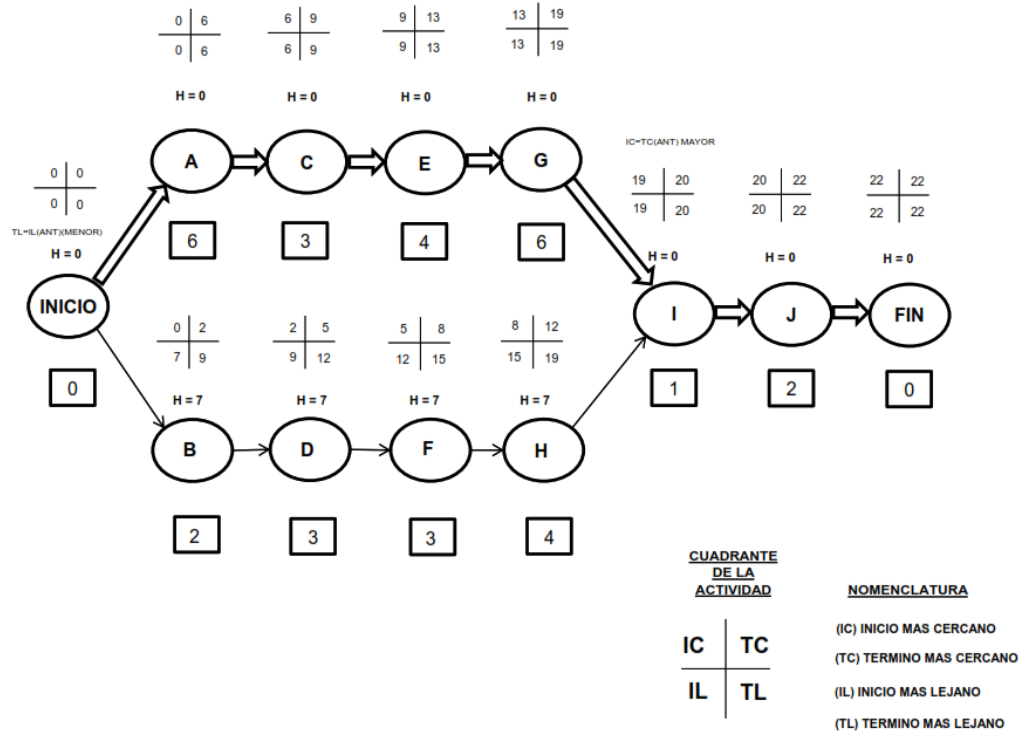 0 6
0 6
6 9
6 9
9 13
9 13
13 19
13 19
H = 0
H = 0
H = 0
H = 0
A
C
E
G
IC=TC(ANT) MAYOR
0 0
0 0
19 20
19 20
20 22
20 22
22 22
22 22
TL=IL(ANT)(MENOR)
H = 0
6
3
4
6
H = 0
H = 0
H = 0
INICIO
I
J
FIN
0 2
7 9
2 5
9 12
5 8
12 15
8 12
15 19
0
1
2
0
H = 7
H = 7
H = 7
H = 7
B
D
F
H
2
3
3
4
CUADRANTE
DE LA
ACTIVIDAD
NOMENCLATURA
IC TC
IL TL
(IC) INICIO MAS CERCANO
(TC) TERMINO MAS CERCANO
(IL) INICIO MAS LEJANO
(TL) TERMINO MAS LEJANO